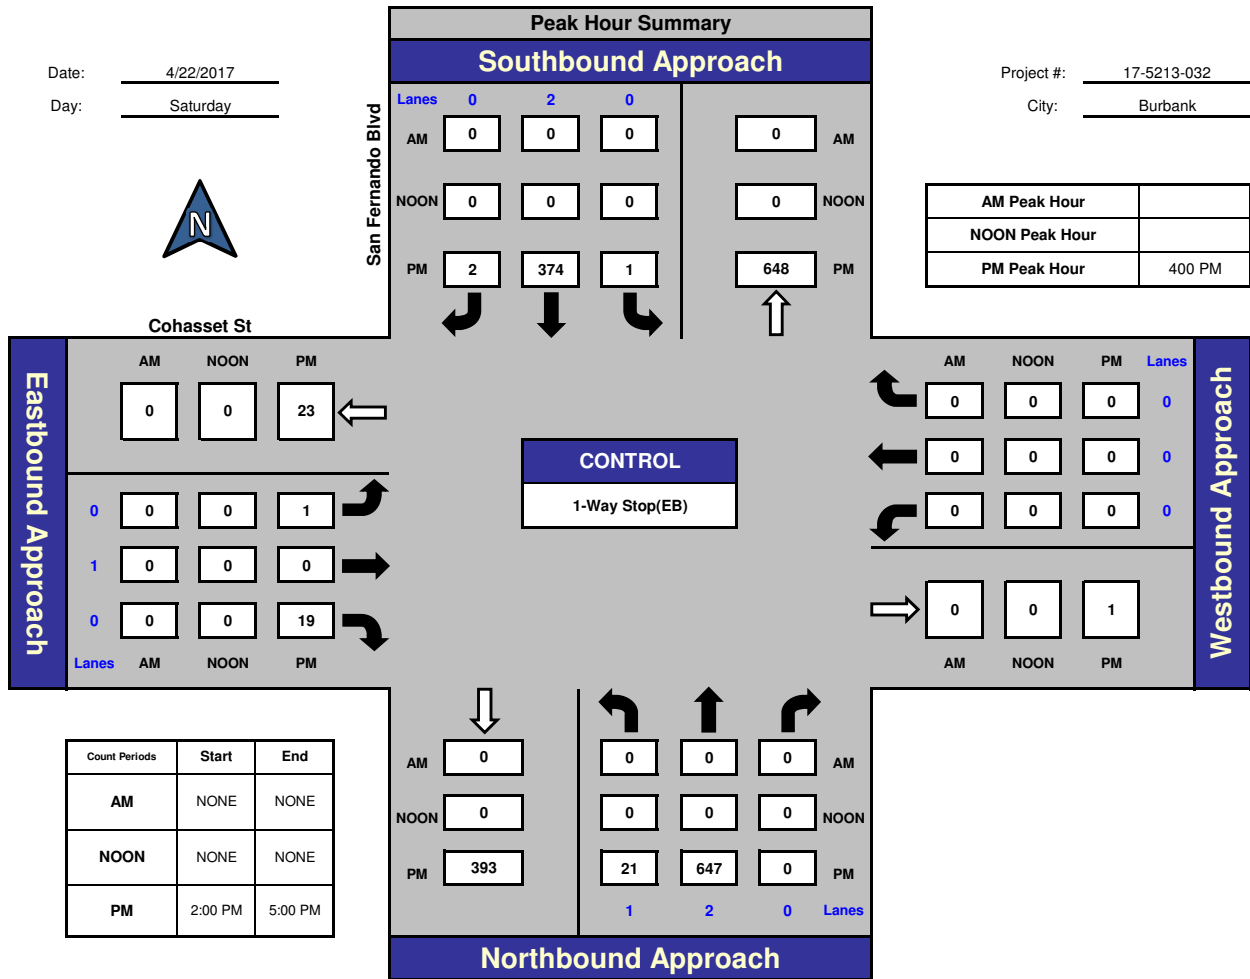 Peak Hour Summary
Southbound Approach
Date: 4/22/2017
Day: Saturday
Project #: 17-5213-032
City: Burbank
N
San Fernando Blvd
Lanes 0 2 0
AM 0 0 0 0 AM
NOON 0 0 0 0 NOON
PM 2 374 1 648 PM
AM Peak Hour
NOON Peak Hour
PM Peak Hour 400 PM
Cohasset St
Eastbound Approach
AM NOON PM
0 0 23
0 0 0 1
1 0 0 0
0 0 0 19
Lanes AM NOON PM
CONTROL
1-Way Stop(EB)
AM NOON PM Lanes
0 0 0 0
0 0 0 0
0 0 0 0
0 0 1
AM NOON PM
Westbound Approach
AM 0 0 0 0 AM
NOON 0 0 0 0 NOON
PM 393 21 647 0 PM
1 2 0 Lanes
Northbound Approach
Count Periods Start End
AM NONE NONE
NOON NONE NONE
PM 2:00 PM 5:00 PM